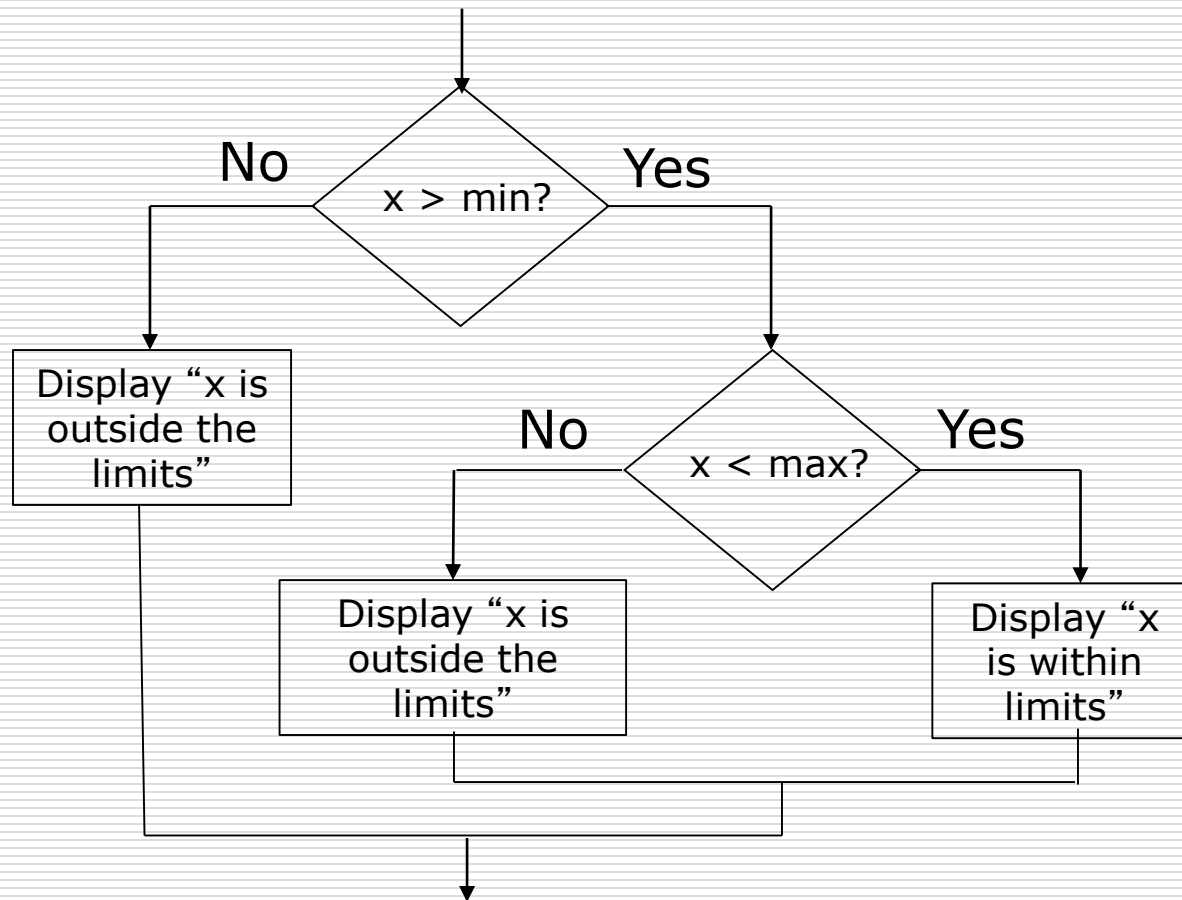 No
Yes
x > min?
Display “x is
outside the
limits”
No
Yes
x < max?
Display “x is
outside the
limits”
Display “x
is within
limits”